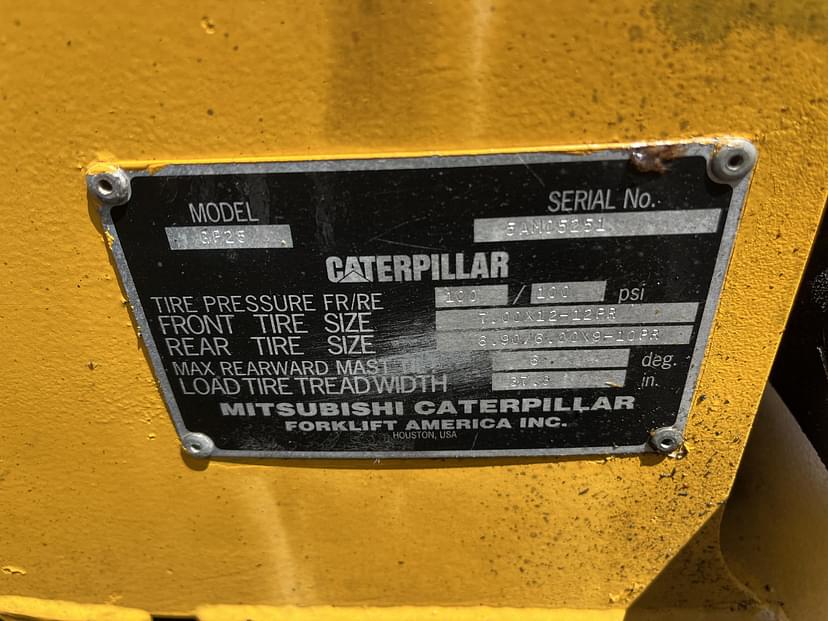 MODEL SERIAL No.
GP25 5AM05251
CATERPILLAR
TIRE PRESSURE FR/RE 100 / 100 psi
FRONT TIRE SIZE 7.00X12-12PR
REAR TIRE SIZE 6.90/6.00X9-10PR
MAX REARWARD MAST 6 deg.
LOAD TIRE TREAD WIDTH 37.8 in.
MITSUBISHI CATERPILLAR
FORKLIFT AMERICA INC.
HOUSTON, USA